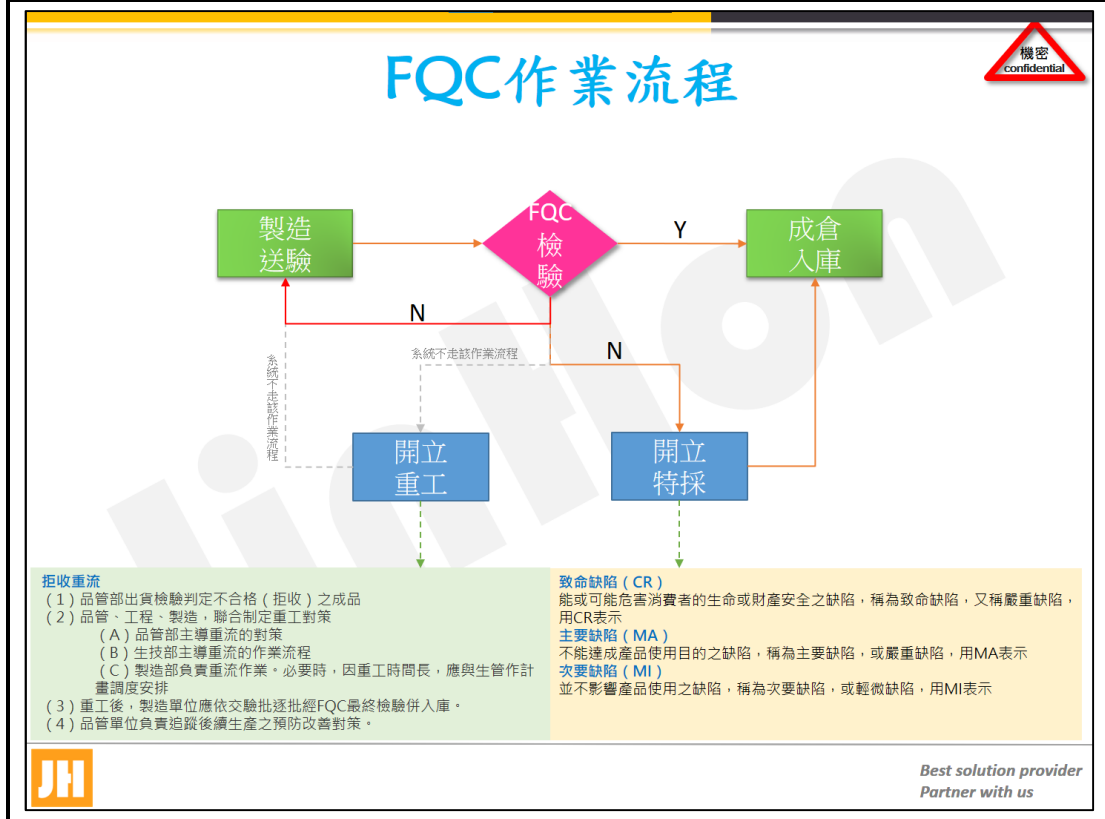 機密
confidential
FQC作業流程
製造
送驗
FQC
檢
驗
Y
成倉
入庫
N
系統不走該作業流程
系統不走該作業流程
N
開立
重工
開立
特採
拒收重流
(1)品管部出貨檢驗判定不合格(拒收)之成品
(2)品管、工程、製造，聯合制定重工對策
(A)品管部主導重流的對策
(B)生技部主導重流的作業流程
(C)製造部負責重流作業。必要時，因重工時間長，應與生管作計
畫調度安排
(3)重工後，製造單位應依交驗批逐批經FQC最終檢驗併入庫。
(4)品管單位負責追蹤後續生產之預防改善對策。
致命缺陷(CR)
能或可能危害消費者的生命或財產安全之缺陷，稱為致命缺陷，又稱嚴重缺陷，
用CR表示
主要缺陷(MA)
不能達成產品使用目的之缺陷，稱為主要缺陷，或嚴重缺陷，用MA表示
次要缺陷(MI)
並不影響產品使用之缺陷，稱為次要缺陷，或輕微缺陷，用MI表示
JinHon
JH
Best solution provider
Partner with us